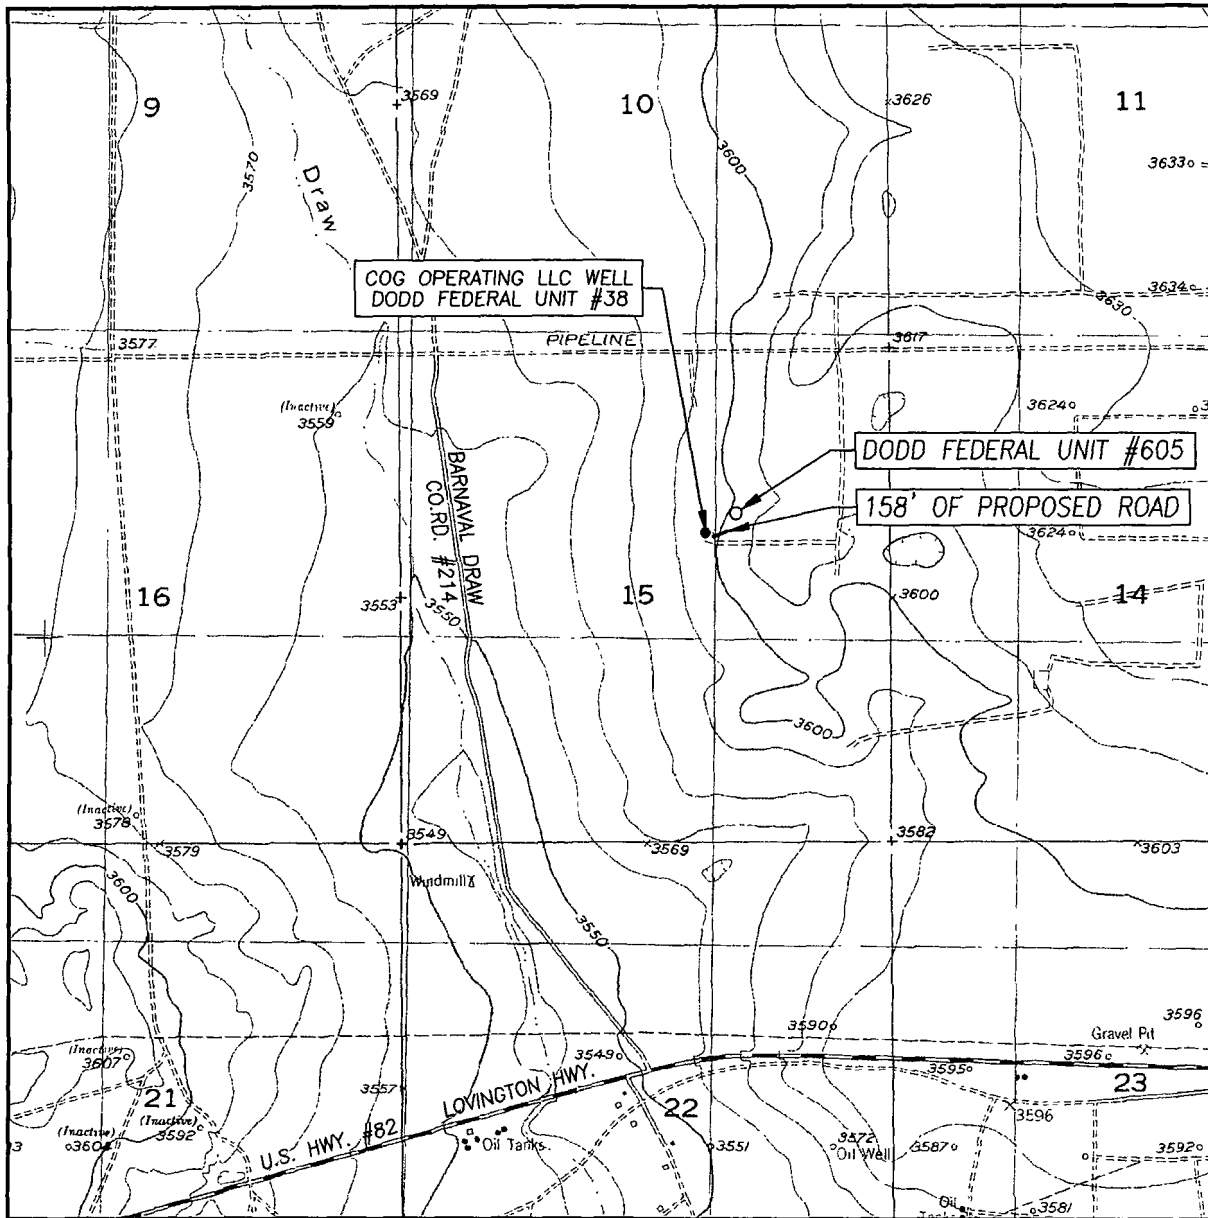 9
3569
10
3626
11
3570
Draw
3600
3633
COG OPERATING LLC WELL
DODD FEDERAL UNIT #38
3634
3630
3577
PIPELINE
3617
(Inactive)
3559
3624
DODD FEDERAL UNIT #605
158' OF PROPOSED ROAD
3624
BARNAVAL DRAW
CO.RD. #214
16
3553
3550
15
3600
14
3600
(Inactive)
3578
3579
3549
3569
3582
3603
3600
Windmill
3550
3590
3596
Gravel Pit
(Inactive)
3607
3549
3595
3596
21
3557
LOVINGTON HWY.
22
23
(Inactive)
3592
(Inactive)
U.S. HWY. #82
Oil Tanks
3551
3572
Oil Well
3587
3596
3592
Oil
3581